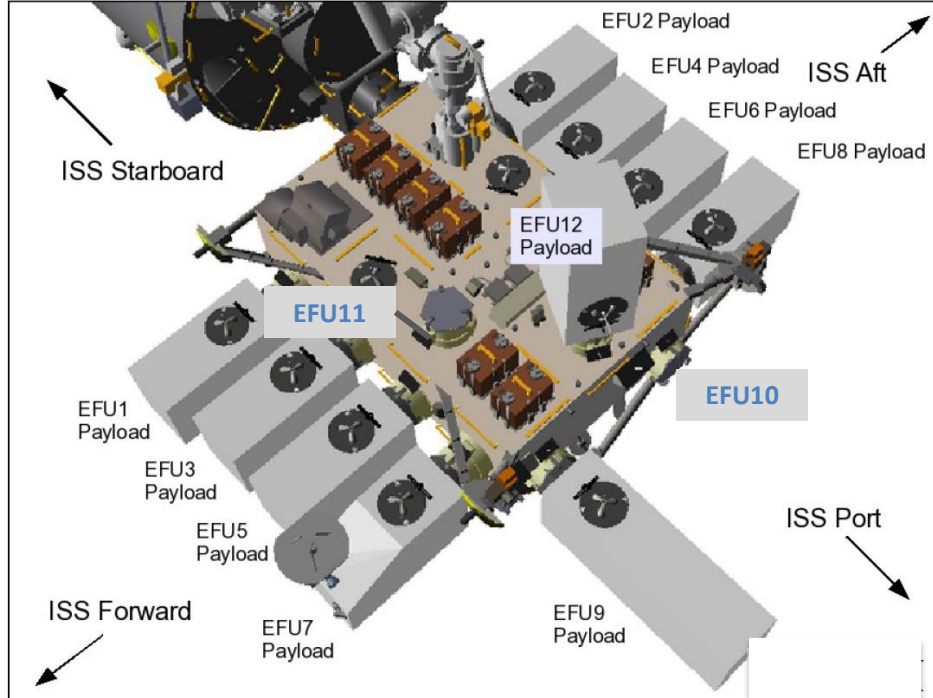 EFU2 Payload
EFU4 Payload
ISS Aft
EFU6 Payload
EFU8 Payload
ISS Starboard
EFU12
Payload
EFU11
EFU10
EFU1
Payload
EFU3
Payload
EFU5
Payload
ISS Port
ISS Forward
EFU7
Payload
EFU9
Payload